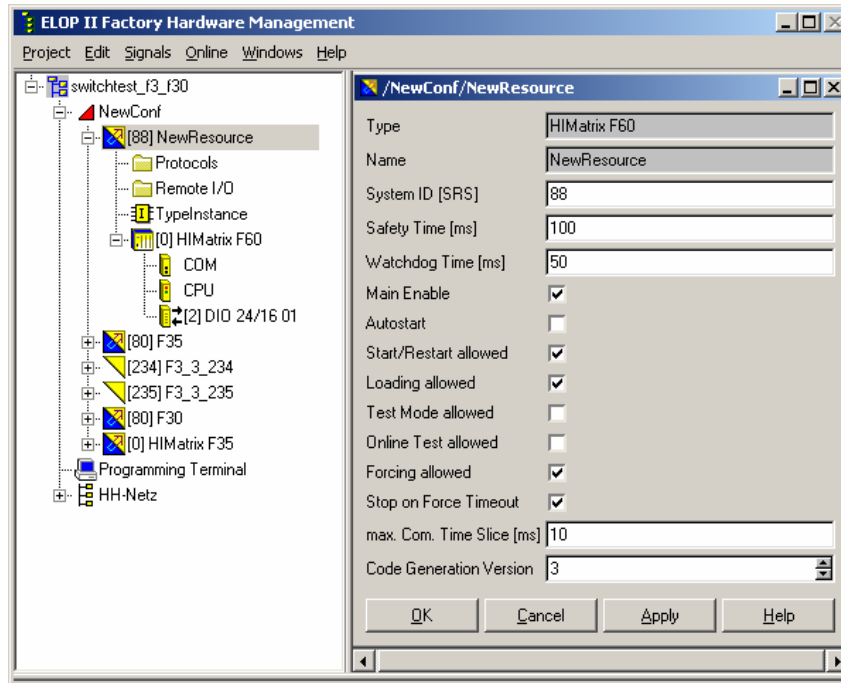 ELOP II Factory Hardware Management
Project Edit Signals Online Windows Help
switchtest_f3_f30
NewConf
[88] NewResource
Protocols
Remote I/O
TypeInstance
[0] HIMatrix F60
COM
CPU
[2] DIO 24/16 01
[80] F35
[234] F3_3_234
[235] F3_3_235
[80] F30
[0] HIMatrix F35
Programming Terminal
HH-Netz
/NewConf/NewResource
Type HIMatrix F60
Name NewResource
System ID [SRS] 88
Safety Time [ms] 100
Watchdog Time [ms] 50
Main Enable
Autostart
Start/Restart allowed
Loading allowed
Test Mode allowed
Online Test allowed
Forcing allowed
Stop on Force Timeout
max. Com. Time Slice [ms] 10
Code Generation Version 3
OK Cancel Apply Help